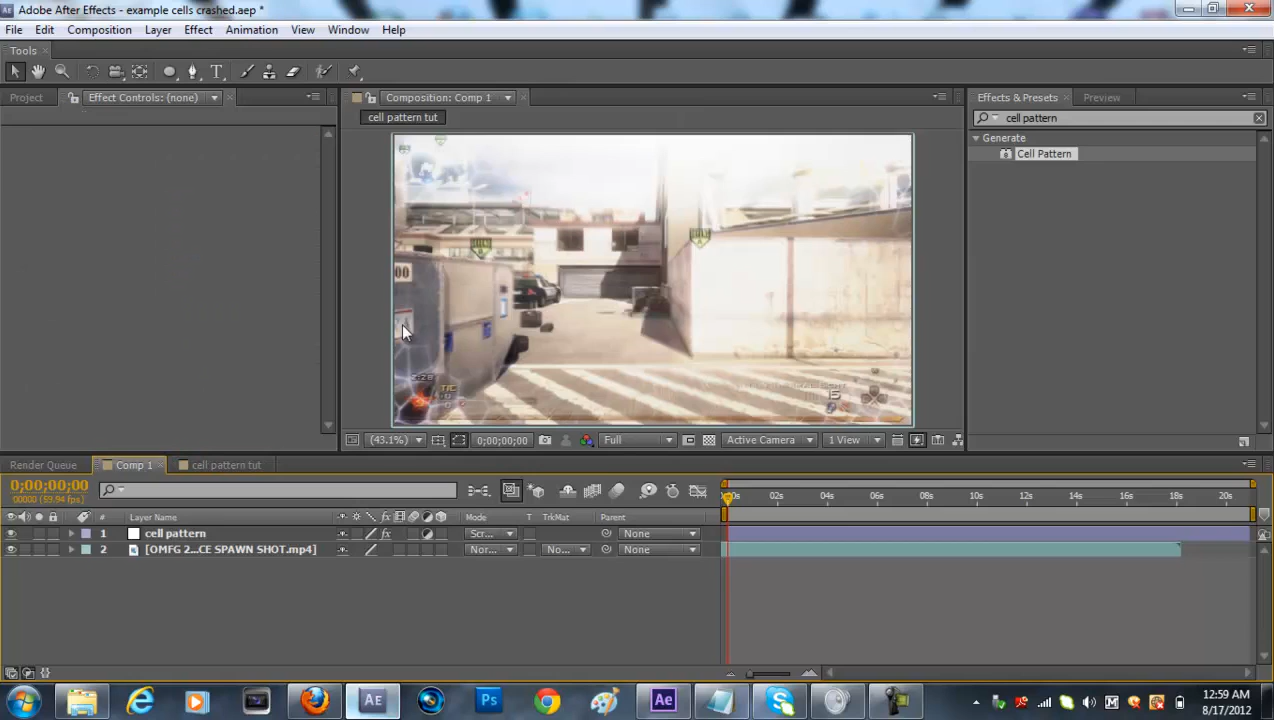 Adobe After Effects - example cells crashed.aep *
File Edit Composition Layer Effect Animation View Window Help
Tools
Project Effect Controls: (none) Composition: Comp 1 Effects & Presets Preview
cell pattern tut
cell pattern
Generate
Cell Pattern
(43.1%) 0;00;00;00 Full Active Camera 1 View
Render Queue Comp 1 cell pattern tut
0;00;00;00
00000 (59.94 fps)
00s 02s 04s 06s 08s 10s 12s 14s 16s 18s 20s
# Layer Name Mode T TrkMat Parent
1 cell pattern Scr... None
2 [OMFG 2...CE SPAWN SHOT.mp4] Nor... No... None
12:59 AM
8/17/2012